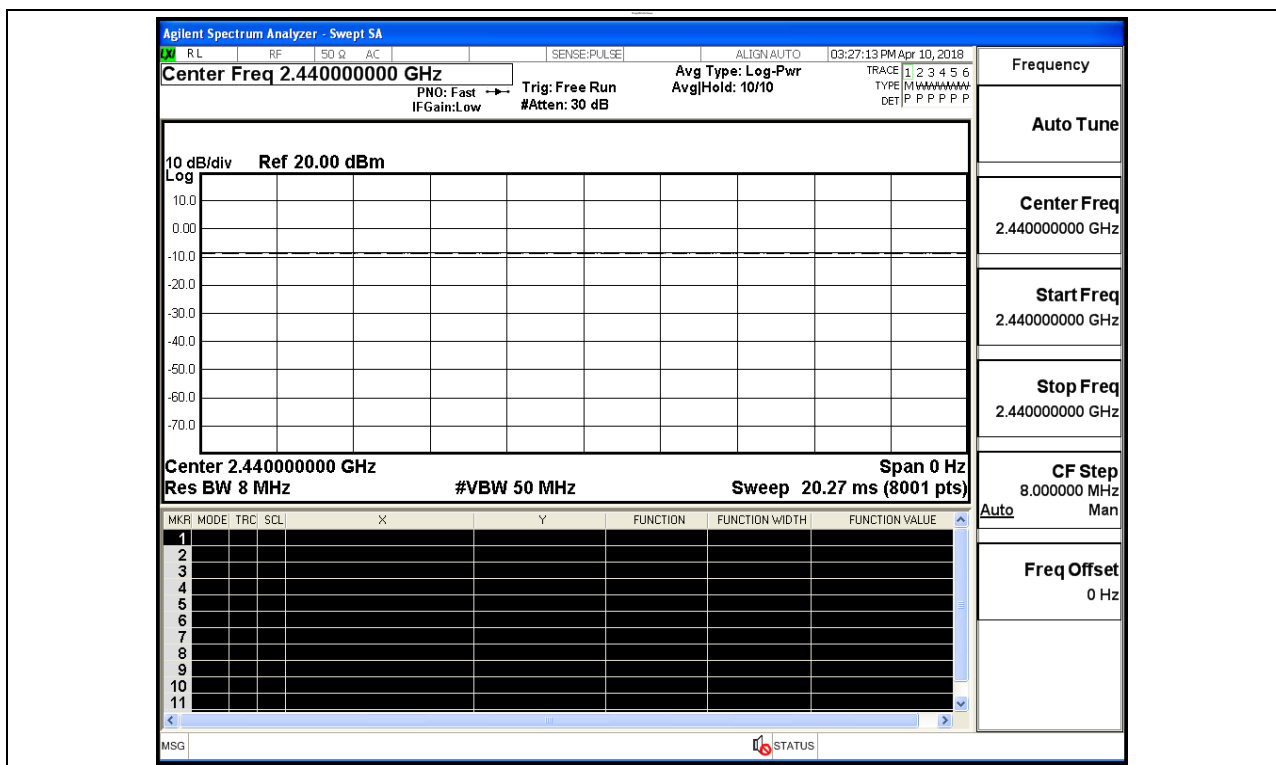 Agilent Spectrum Analyzer - Swept SA
LXI RL RF 50 Ω AC SENSE:PULSE ALIGN AUTO 03:27:13 PM Apr 10, 2018
Center Freq 2.440000000 GHz
PNO: Fast
IFGain:Low
Trig: Free Run
#Atten: 30 dB
Avg Type: Log-Pwr
Avg|Hold: 10/10
TRACE 1 2 3 4 5 6
TYPE M W W W W W
DET P P P P P P
10 dB/div Ref 20.00 dBm
Log
10.0
0.00
-10.0
-20.0
-30.0
-40.0
-50.0
-60.0
-70.0
Center 2.440000000 GHz Span 0 Hz
Res BW 8 MHz #VBW 50 MHz Sweep 20.27 ms (8001 pts)
MKR MODE TRC SCL X Y FUNCTION FUNCTION WIDTH FUNCTION VALUE
1
2
3
4
5
6
7
8
9
10
11
MSG STATUS
Frequency
Auto Tune
Center Freq
2.440000000 GHz
Start Freq
2.440000000 GHz
Stop Freq
2.440000000 GHz
CF Step
8.000000 MHz
Auto Man
Freq Offset
0 Hz